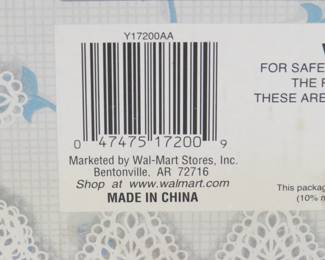 Y17200AA
FOR SAFE
THE
THESE ARE
0 47475 17200 9
Marketed by Wal-Mart Stores, Inc.
Bentonville, AR 72716
Shop at www.walmart.com
MADE IN CHINA
This packag
(10% m